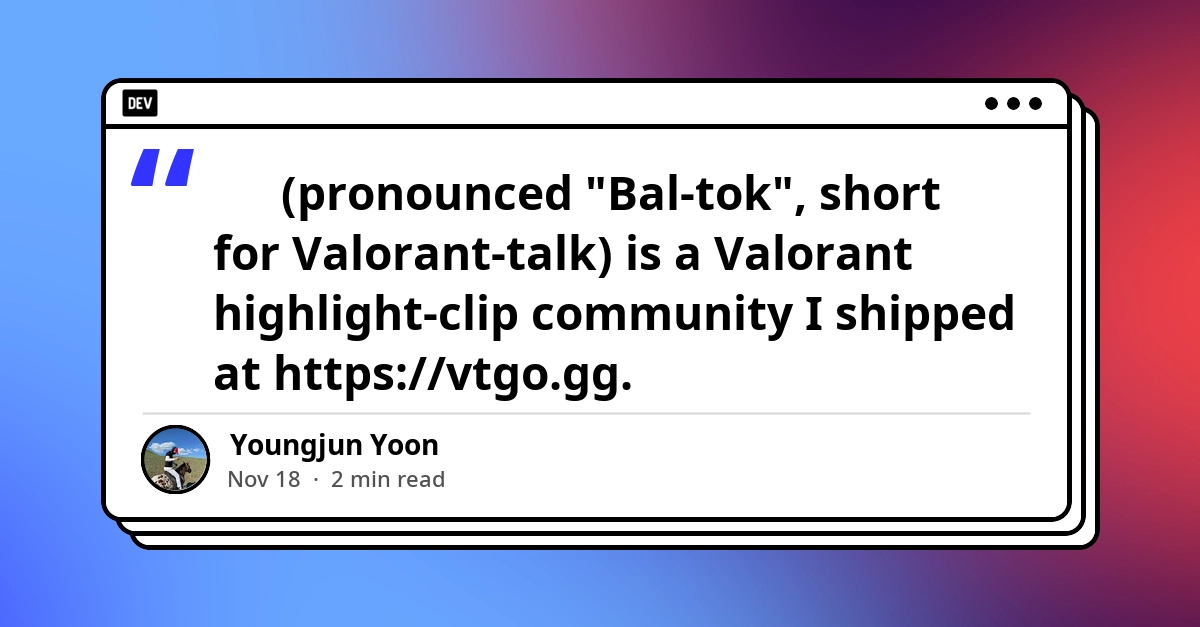 DEV
(pronounced "Bal-tok", short
for Valorant-talk) is a Valorant
highlight-clip community I shipped
at https://vtgo.gg.
Youngjun Yoon
Nov 18 · 2 min read